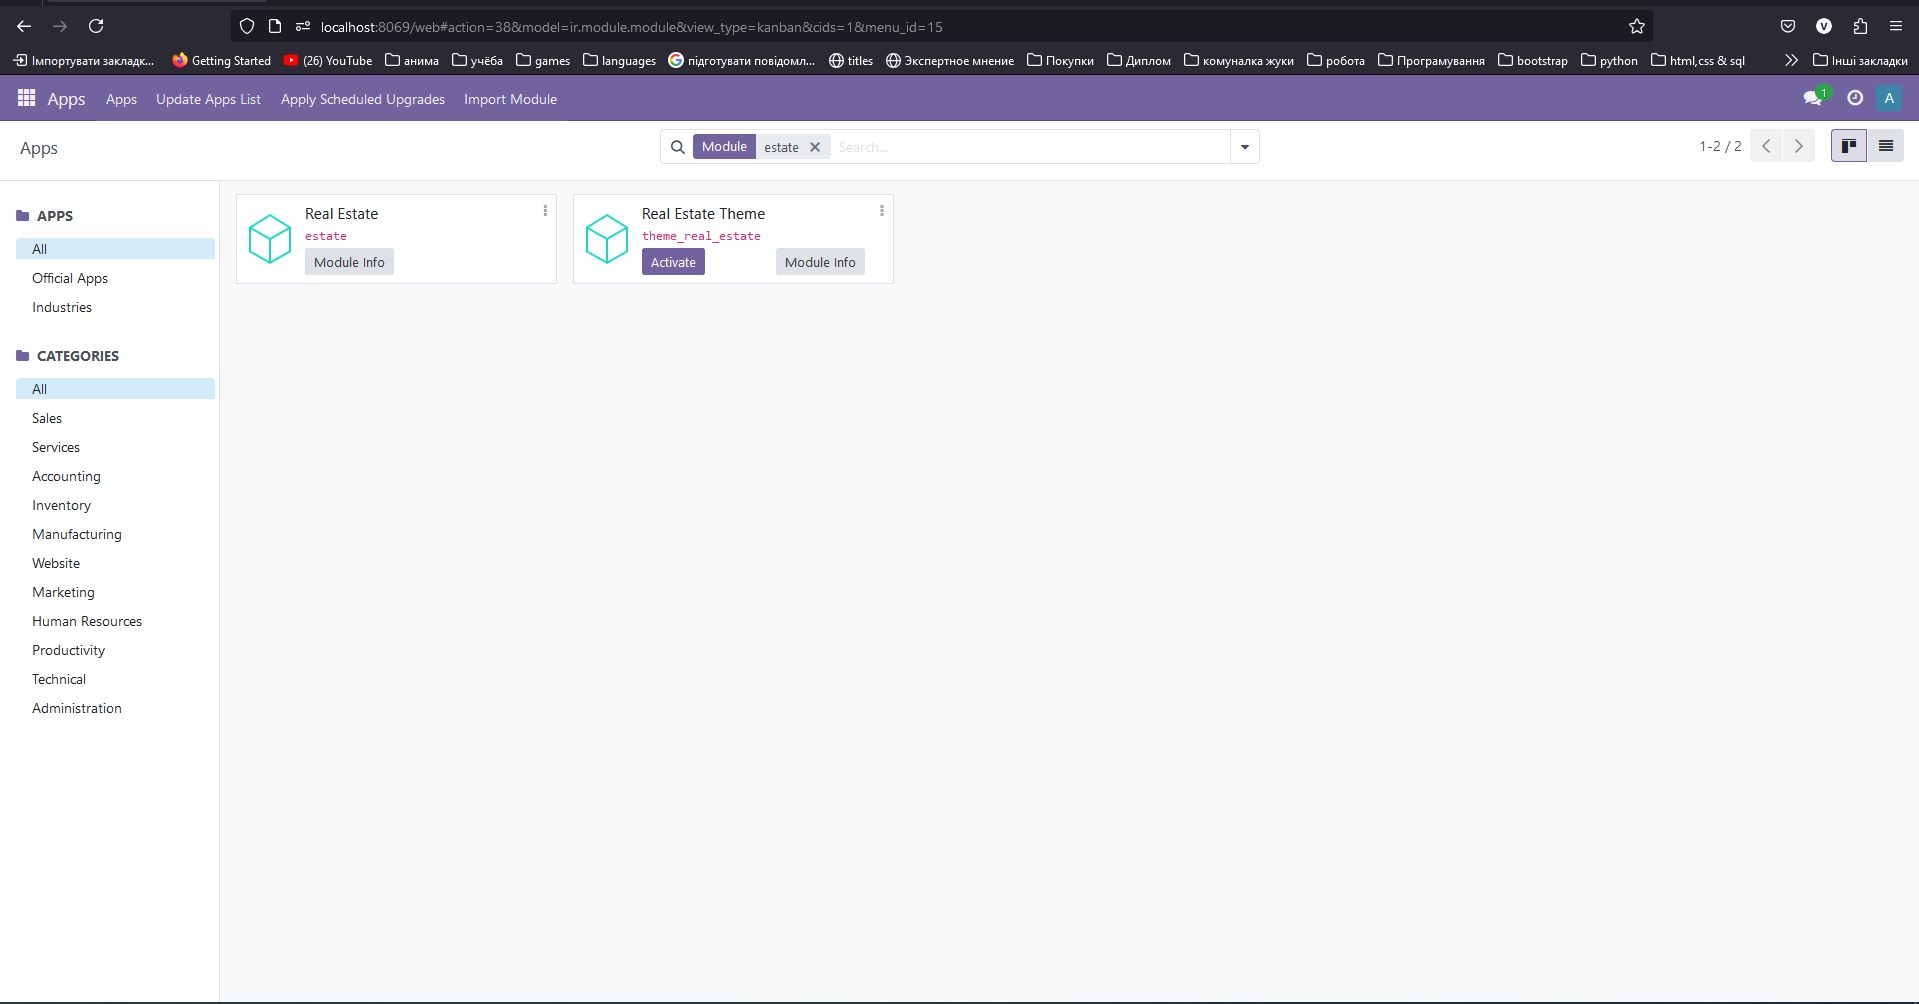 localhost:8069/web#action=38&model=ir.module.module&view_type=kanban&cids=1&menu_id=15
V
Імпортувати закладк... Getting Started (26) YouTube анима учёба games languages підготувати повідомл... titles Экспертное мнение Покупки Диплом комуналка жуки робота Програмування bootstrap python html,css & sql Інші закладки
Apps Apps Update Apps List Apply Scheduled Upgrades Import Module 1 A
Apps Module estate Search... 1-2 / 2
APPS
All
Official Apps
Industries
CATEGORIES
All
Sales
Services
Accounting
Inventory
Manufacturing
Website
Marketing
Human Resources
Productivity
Technical
Administration
Real Estate
estate
Module Info
Real Estate Theme
theme_real_estate
Activate Module Info